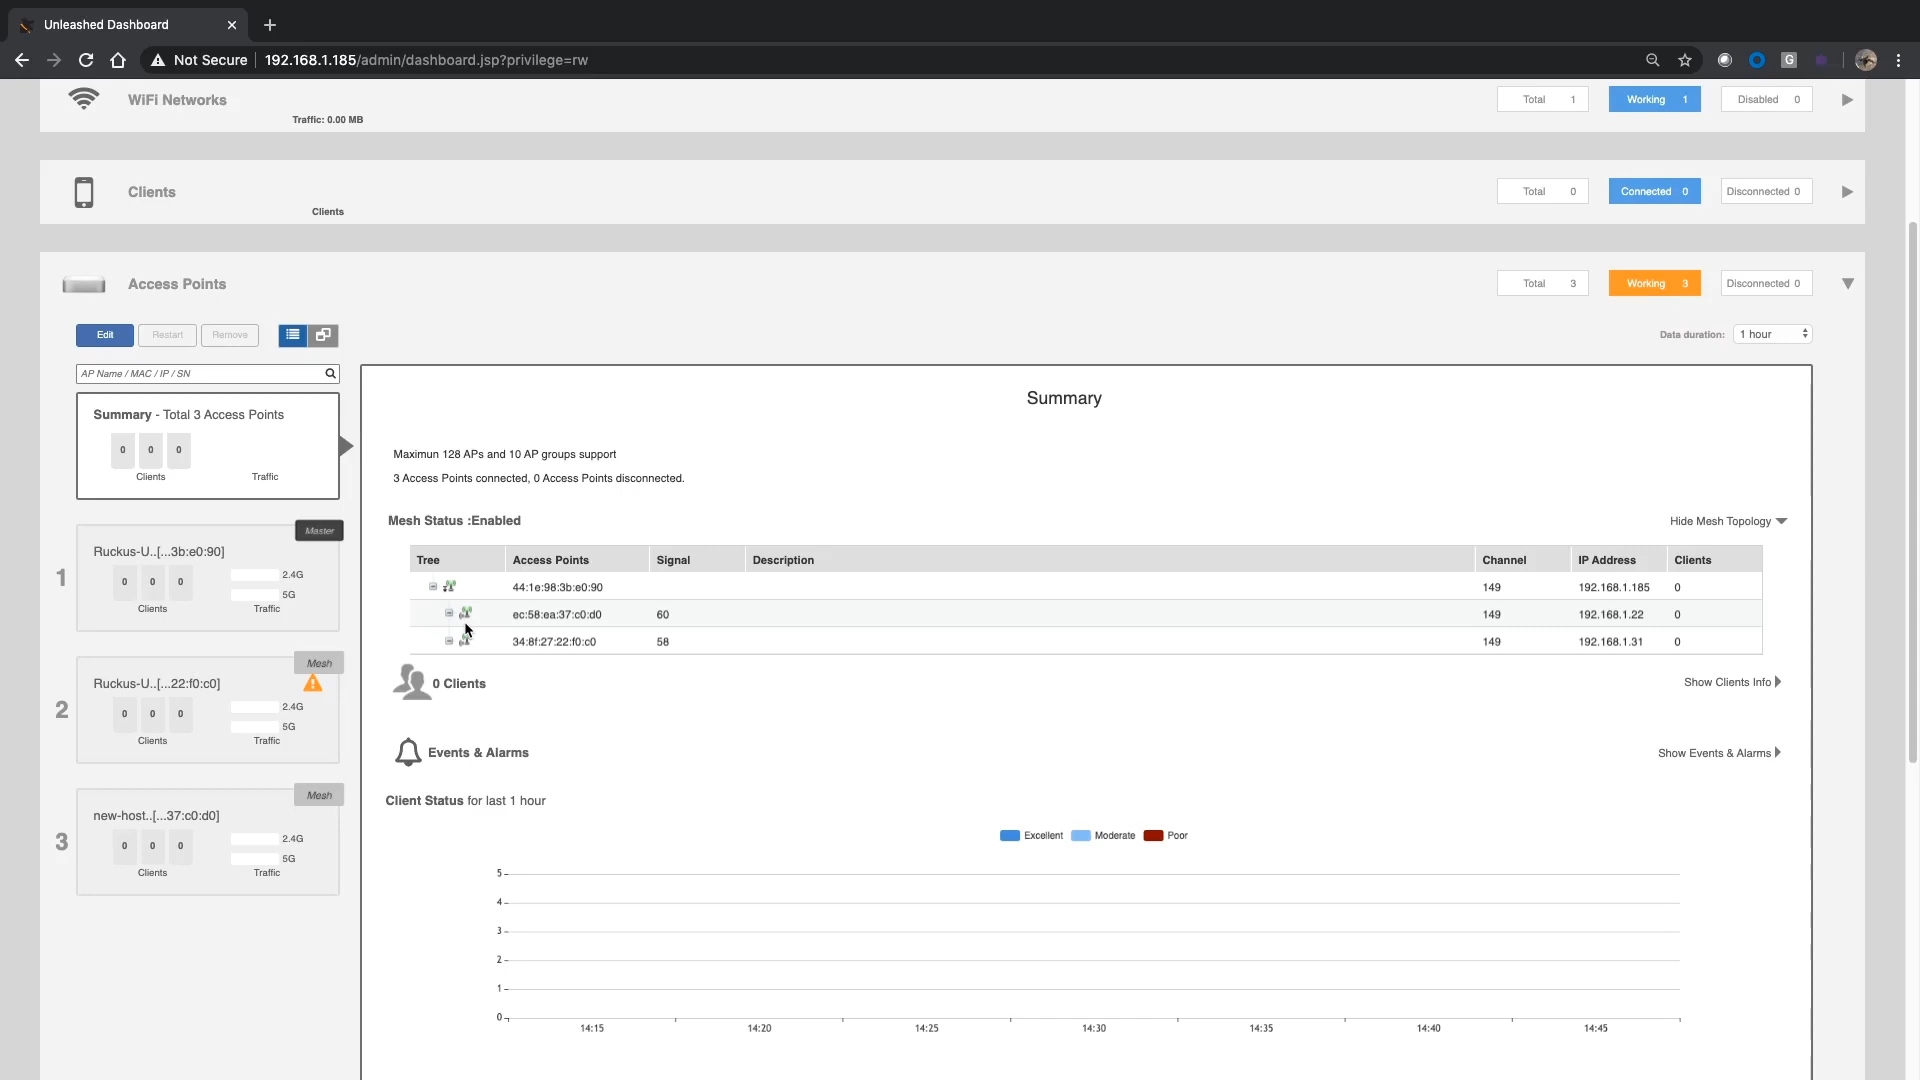 Unleashed Dashboard
Not Secure 192.168.1.185/admin/dashboard.jsp?privilege=rw
G
WiFi Networks
Traffic: 0.00 MB
Total 1 Working 1 Disabled 0
Clients
Clients
Total 0 Connected 0 Disconnected 0
Access Points
Total 3 Working 3 Disconnected 0
Edit Restart Remove
Data duration: 1 hour
AP Name / MAC / IP / SN
Summary - Total 3 Access Points
0 0 0
Clients Traffic
1
Master
Ruckus-U..[...3b:e0:90]
0 0 0 2.4G
5G
Clients Traffic
2
Mesh
Ruckus-U..[...22:f0:c0]
0 0 0 2.4G
5G
Clients Traffic
3
Mesh
new-host..[...37:c0:d0]
0 0 0 2.4G
5G
Clients Traffic
Summary
Maximun 128 APs and 10 AP groups support
3 Access Points connected, 0 Access Points disconnected.
Mesh Status :Enabled Hide Mesh Topology
Tree Access Points Signal Description Channel IP Address Clients
44:1e:98:3b:e0:90 149 192.168.1.185 0
ec:58:ea:37:c0:d0 60 149 192.168.1.22 0
34:8f:27:22:f0:c0 58 149 192.168.1.31 0
0 Clients Show Clients Info
Events & Alarms Show Events & Alarms
Client Status for last 1 hour
Excellent Moderate Poor
5
4
3
2
1
0
14:15 14:20 14:25 14:30 14:35 14:40 14:45